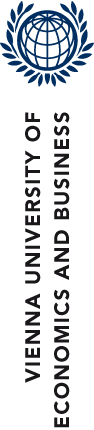 VIENNA UNIVERSITY OF
ECONOMICS AND BUSINESS